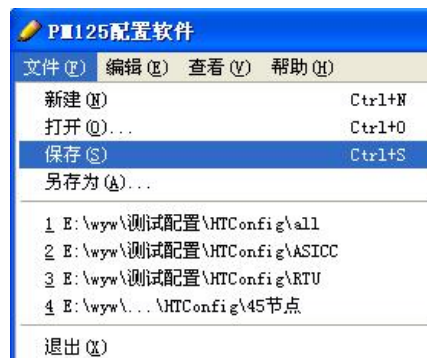 PM125配置软件
文件(F) 编辑(E) 查看(V) 帮助(H)
新建(N) Ctrl+N
打开(O)... Ctrl+O
保存(S) Ctrl+S
另存为(A)...
1 E:\wyw\测试配置\HTConfig\all
2 E:\wyw\测试配置\HTConfig\ASICC
3 E:\wyw\测试配置\HTConfig\RTU
4 E:\wyw\...\HTConfig\45节点
退出(X)